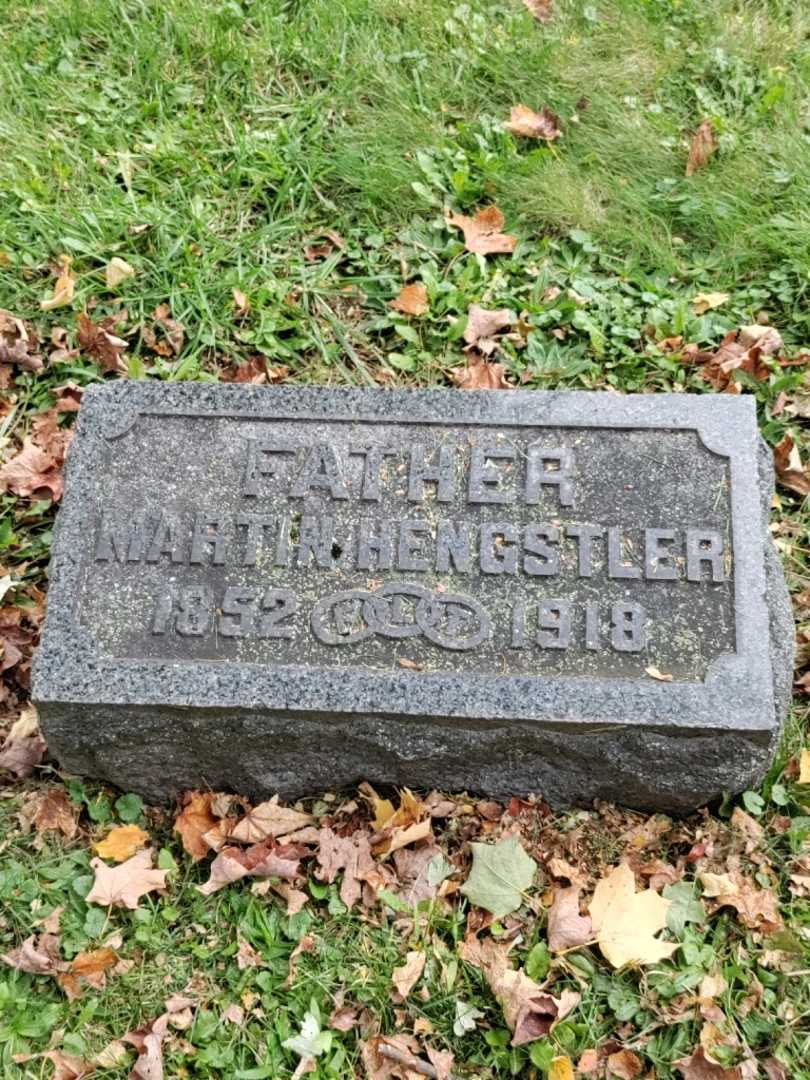 FATHER
MARTIN HENGSTLER
1852 F L T 1918